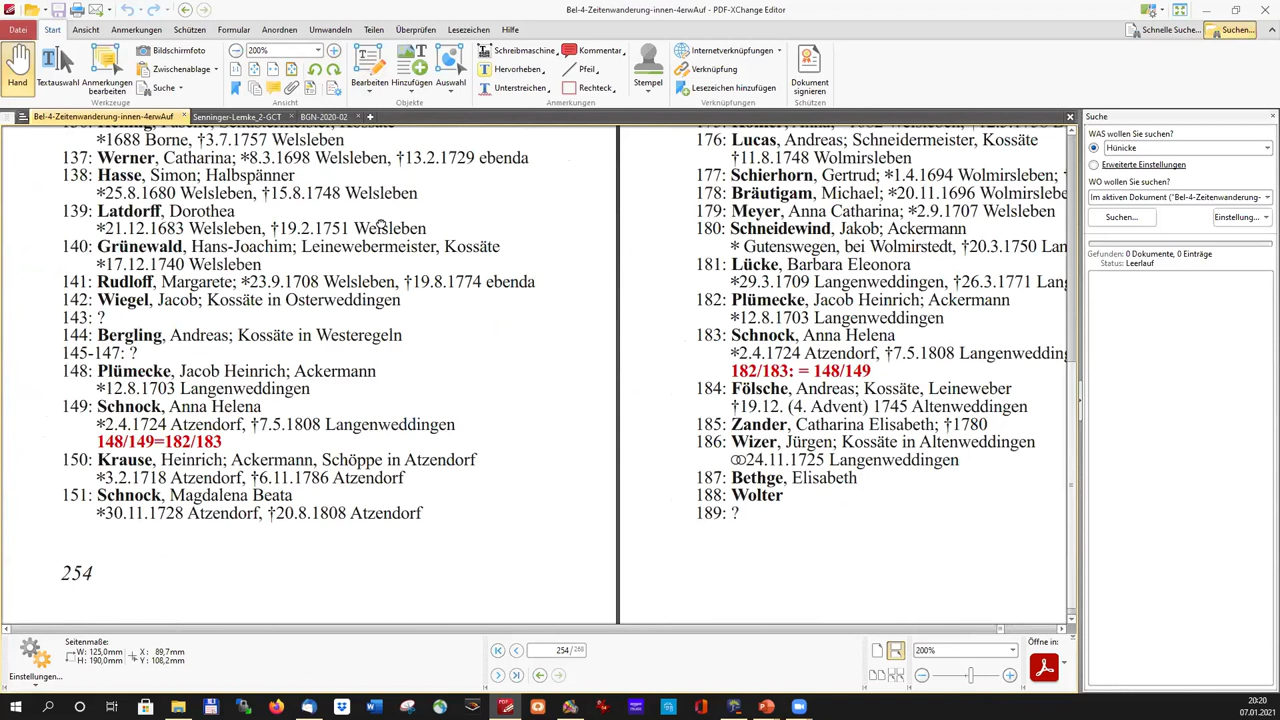 Bel-4-Zeitenwanderung-innen-4erwAuf - PDF-XChange Editor
Datei Start Ansicht Anmerkungen Schützen Formular Anordnen Umwandeln Teilen Überprüfen Lesezeichen Hilfe
Schnelle Suche... Suchen...
Hand
Textauswahl
Anmerkungen bearbeiten
Bildschirmfoto
Zwischenablage
Suche
Werkzeuge
200%
Ansicht
Bearbeiten
Hinzufügen
Auswahl
Objekte
Schreibmaschine
Hervorheben
Unterstreichen
Kommentar
Pfeil
Rechteck
Stempel
Anmerkungen
Internetverknüpfungen
Verknüpfung
Lesezeichen hinzufügen
Verknüpfungen
Dokument signieren
Schützen
Bel-4-Zeitenwanderung-innen-4erwAuf
Senninger-Lemke_2-GCT
BGN-2020-02
*1688 Borne, †3.7.1757 Welsleben
137: Werner, Catharina; *8.3.1698 Welsleben, †13.2.1729 ebenda
138: Hasse, Simon; Halbspänner
*25.8.1680 Welsleben, †15.8.1748 Welsleben
139: Latdorff, Dorothea
*21.12.1683 Welsleben, †19.2.1751 Welsleben
140: Grünewald, Hans-Joachim; Leinewebermeister, Kossäte
*17.12.1740 Welsleben
141: Rudloff, Margarete; *23.9.1708 Welsleben, †19.8.1774 ebenda
142: Wiegel, Jacob; Kossäte in Osterweddingen
143: ?
144: Bergling, Andreas; Kossäte in Westeregeln
145-147: ?
148: Plümecke, Jacob Heinrich; Ackermann
*12.8.1703 Langenweddingen
149: Schnock, Anna Helena
*2.4.1724 Atzendorf, †7.5.1808 Langenweddingen
148/149=182/183
150: Krause, Heinrich; Ackermann, Schöppe in Atzendorf
*3.2.1718 Atzendorf, †6.11.1786 Atzendorf
151: Schnock, Magdalena Beata
*30.11.1728 Atzendorf, †20.8.1808 Atzendorf
254
176: Lucas, Andreas; Schneidermeister, Kossäte
†11.8.1748 Wolmirsleben
177: Schierhorn, Gertrud; *1.4.1694 Wolmirsleben; †
178: Bräutigam, Michael; *20.11.1696 Wolmirslebe
179: Meyer, Anna Catharina; *2.9.1707 Welsleben
180: Schneidewind, Jakob; Ackermann
* Gutenswegen, bei Wolmirstedt, †20.3.1750 Lan
181: Lücke, Barbara Eleonora
*29.3.1709 Langenweddingen, †26.3.1771 Lang
182: Plümecke, Jacob Heinrich; Ackermann
*12.8.1703 Langenweddingen
183: Schnock, Anna Helena
*2.4.1724 Atzendorf, †7.5.1808 Langenwedding
182/183: = 148/149
184: Fölsche, Andreas; Kossäte, Leineweber
†19.12. (4. Advent) 1745 Altenweddingen
185: Zander, Catharina Elisabeth; †1780
186: Wizer, Jürgen; Kossäte in Altenweddingen
⚭24.11.1725 Langenweddingen
187: Bethge, Elisabeth
188: Wolter
189: ?
Suche
WAS wollen Sie suchen?
Hünicke
Erweiterte Einstellungen
WO wollen Sie suchen?
Im aktiven Dokument ("Bel-4-Zeitenwanderung-
Suchen...
Einstellung...
Gefunden: 0 Dokumente, 0 Einträge
Status: Leerlauf
Einstellungen...
Seitenmaße:
W: 125,0mm X: 89,7mm
H: 190,0mm Y: 108,2mm
254 / 268
200%
Öffne in:
20:20
07.01.2021